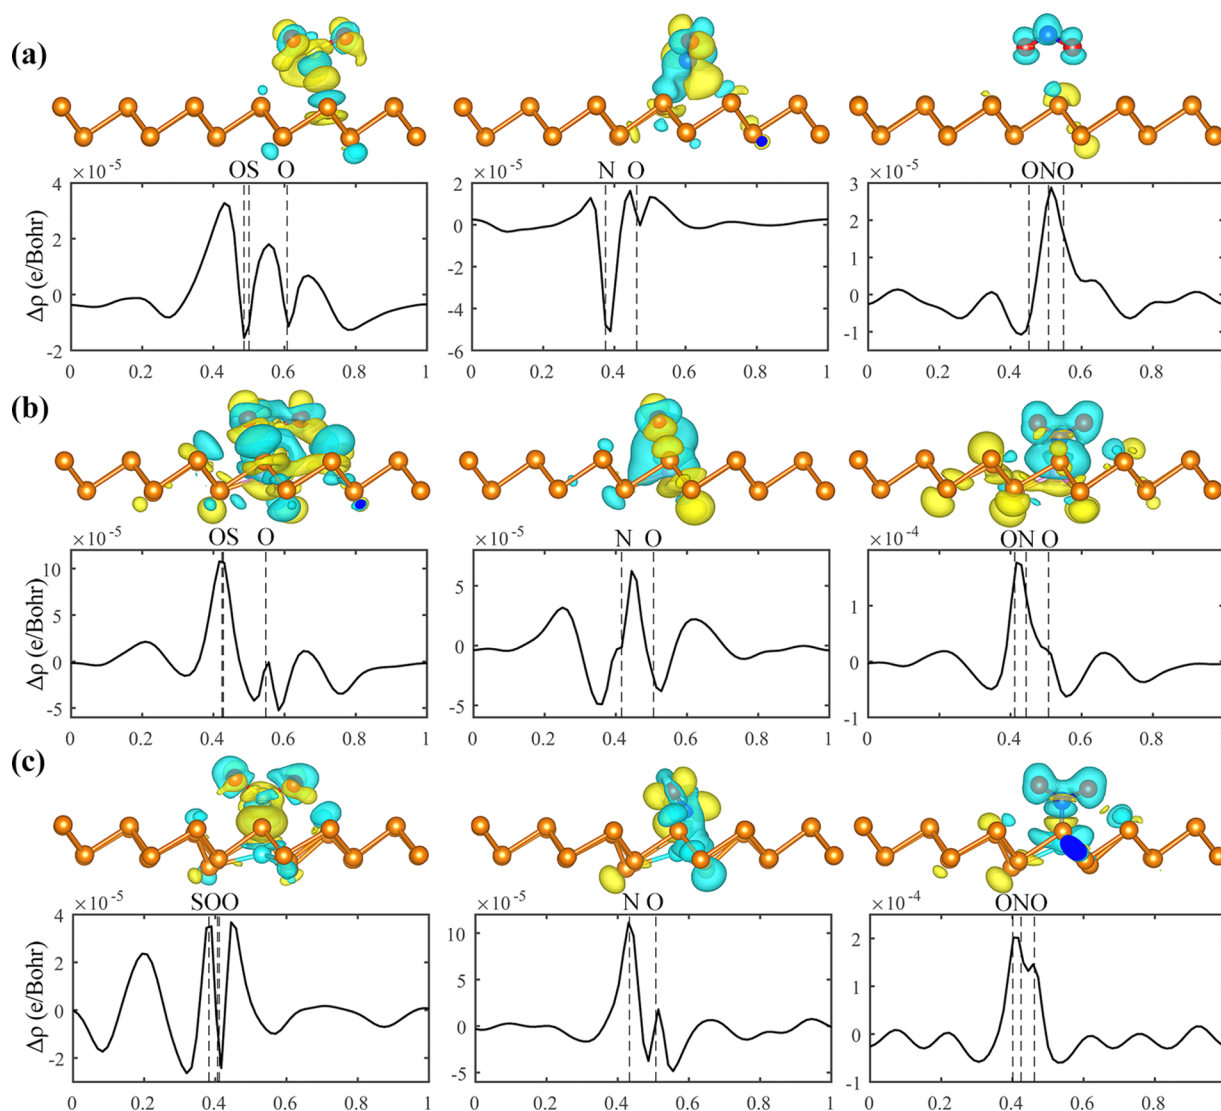 (a)
×10⁻⁵ OS O ×10⁻⁵ N O ×10⁻⁵ ONO
4 2 3
2 0 2
0 -2 1
-2 -4 0
-6 -1
Δρ (e/Bohr)
0 0.2 0.4 0.6 0.8 1 0 0.2 0.4 0.6 0.8 1 0 0.2 0.4 0.6 0.8
(b)
×10⁻⁵ OS O ×10⁻⁵ N O ×10⁻⁴ ON O
10 5 1
5 0 0
0 -5 -1
-5
Δρ (e/Bohr)
0 0.2 0.4 0.6 0.8 1 0 0.2 0.4 0.6 0.8 1 0 0.2 0.4 0.6 0.8
(c)
×10⁻⁵ SOO ×10⁻⁵ N O ×10⁻⁴ ONO
4 10 2
2 5 1
0 0 0
-2 -5 -1
Δρ (e/Bohr)
0 0.2 0.4 0.6 0.8 1 0 0.2 0.4 0.6 0.8 1 0 0.2 0.4 0.6 0.8